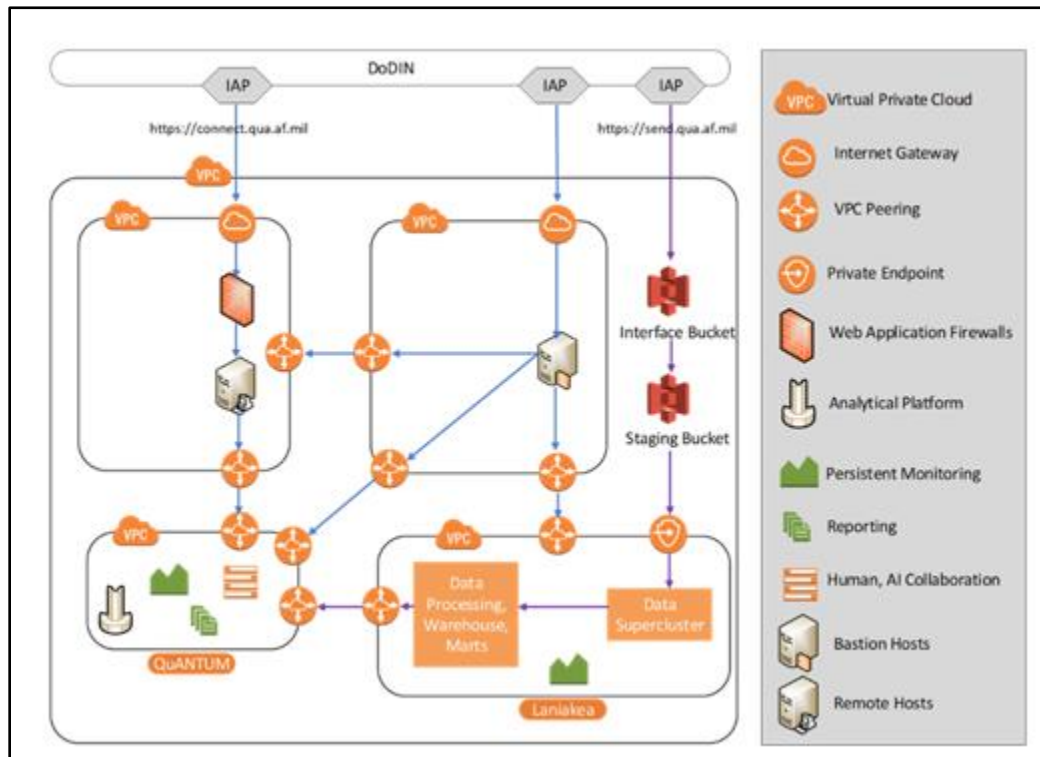 DoDIN
IAP
IAP
IAP
https://connect.qua.af.mil
https://send.qua.af.mil
VPC
VPC
VPC
Interface Bucket
Staging Bucket
VPC
VPC
Data
Processing,
Warehouse,
Marts
Data
Supercluster
QuANTUM
Laniakea
VPC
Virtual Private Cloud
Internet Gateway
VPC Peering
Private Endpoint
Web Application Firewalls
Analytical Platform
Persistent Monitoring
Reporting
Human, AI Collaboration
Bastion Hosts
Remote Hosts